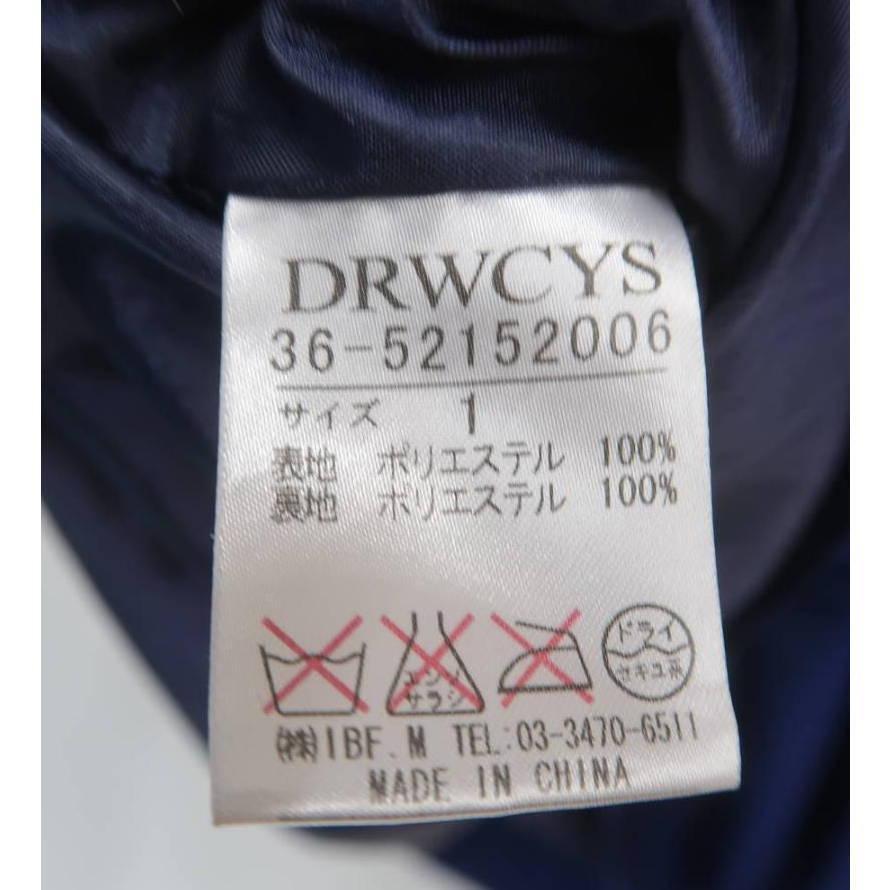 DRWCYS
36-52152006
サイズ 1
表地 ポリエステル 100%
裏地 ポリエステル 100%
エンソサラシ
ドライ
セキユ系
㈱IBF.M TEL:03-3470-6511
MADE IN CHINA